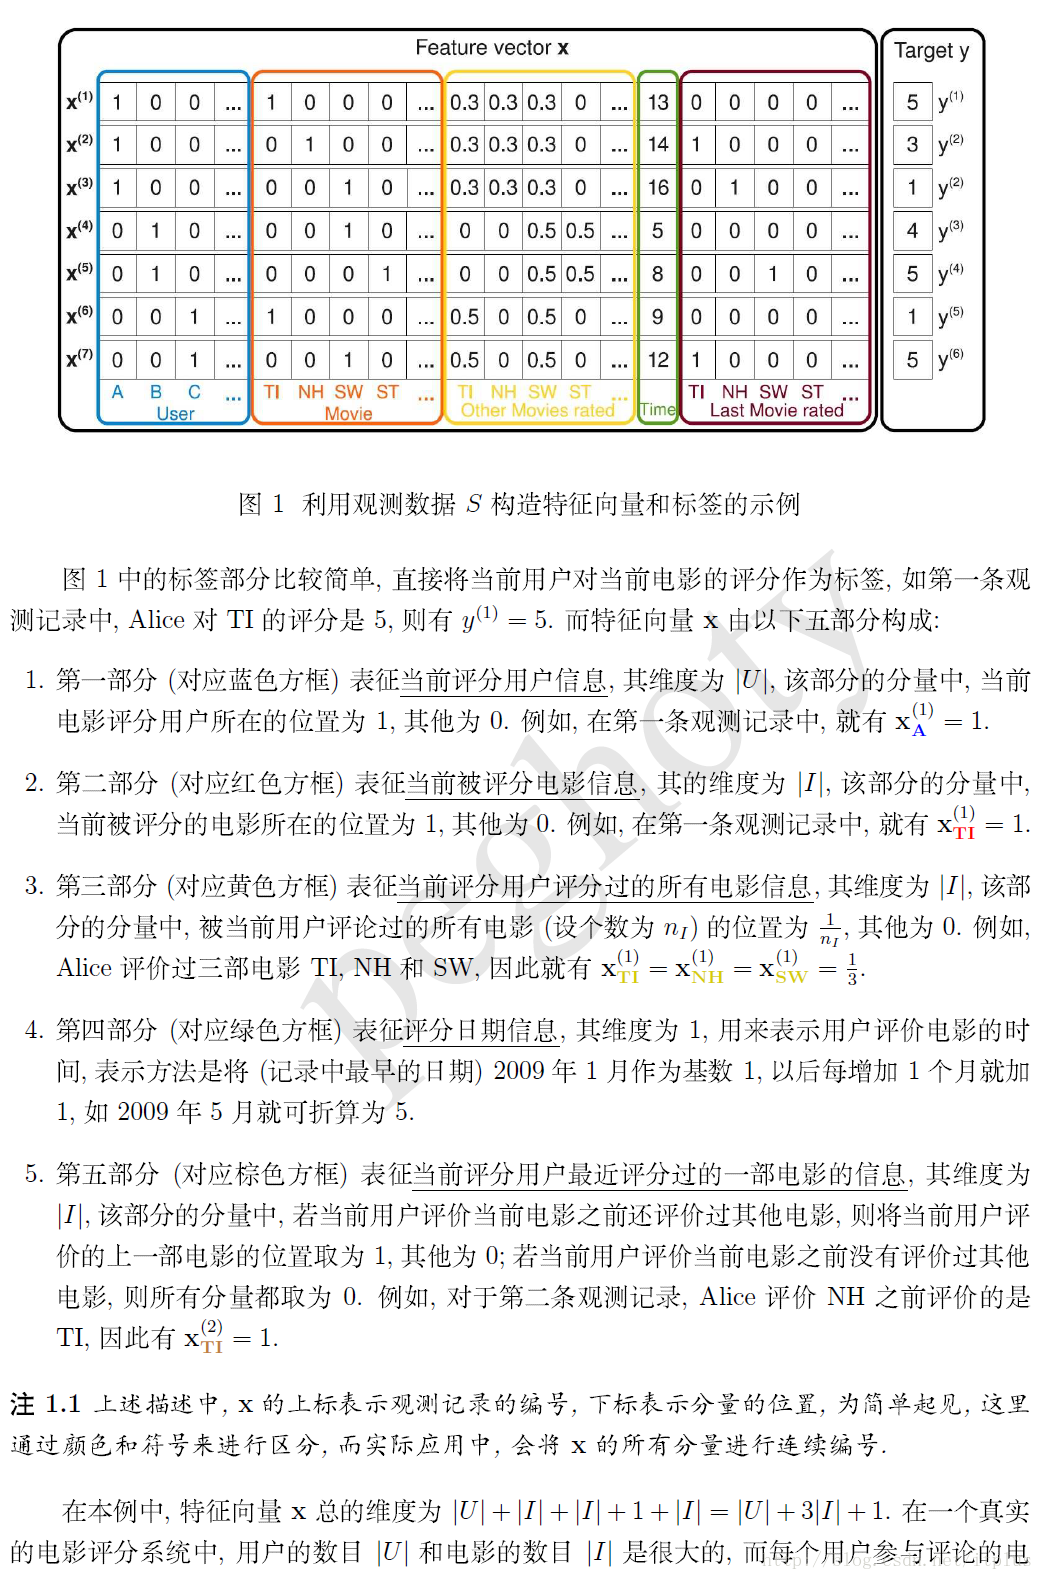 Feature vector x
Target y
x(1) 1 0 0 ... 1 0 0 0 ... 0.3 0.3 0.3 0 ... 13 0 0 0 0 ... 5 y(1)
x(2) 1 0 0 ... 0 1 0 0 ... 0.3 0.3 0.3 0 ... 14 1 0 0 0 ... 3 y(2)
x(3) 1 0 0 ... 0 0 1 0 ... 0.3 0.3 0.3 0 ... 16 0 1 0 0 ... 1 y(2)
x(4) 0 1 0 ... 0 0 1 0 ... 0 0 0.5 0.5 ... 5 0 0 0 0 ... 4 y(3)
x(5) 0 1 0 ... 0 0 0 1 ... 0 0 0.5 0.5 ... 8 0 0 1 0 ... 5 y(4)
x(6) 0 0 1 ... 1 0 0 0 ... 0.5 0 0.5 0 ... 9 0 0 0 0 ... 1 y(5)
x(7) 0 0 1 ... 0 0 1 0 ... 0.5 0 0.5 0 ... 12 1 0 0 0 ... 5 y(6)
A B C ... TI NH SW ST ... TI NH SW ST ... TI NH SW ST ...
User Movie Other Movies rated Time Last Movie rated
图 1 利用观测数据 S 构造特征向量和标签的示例
图 1 中的标签部分比较简单, 直接将当前用户对当前电影的评分作为标签, 如第一条观
测记录中, Alice 对 TI 的评分是 5, 则有 y(1) = 5. 而特征向量 x 由以下五部分构成:
1. 第一部分 (对应蓝色方框) 表征当前评分用户信息, 其维度为 |U|, 该部分的分量中, 当前
电影评分用户所在的位置为 1, 其他为 0. 例如, 在第一条观测记录中, 就有 x_A^(1) = 1.
2. 第二部分 (对应红色方框) 表征当前被评分电影信息, 其的维度为 |I|, 该部分的分量中,
当前被评分的电影所在的位置为 1, 其他为 0. 例如, 在第一条观测记录中, 就有 x_TI^(1) = 1.
3. 第三部分 (对应黄色方框) 表征当前评分用户评分过的所有电影信息, 其维度为 |I|, 该部
分的分量中, 被当前用户评论过的所有电影 (设个数为 n_I) 的位置为 1/n_I, 其他为 0. 例如,
Alice 评价过三部电影 TI, NH 和 SW, 因此就有 x_TI^(1) = x_NH^(1) = x_SW^(1) = 1/3.
4. 第四部分 (对应绿色方框) 表征评分日期信息, 其维度为 1, 用来表示用户评价电影的时
间, 表示方法是将 (记录中最早的日期) 2009 年 1 月作为基数 1, 以后每增加 1 个月就加
1, 如 2009 年 5 月就可折算为 5.
5. 第五部分 (对应棕色方框) 表征当前评分用户最近评分过的一部电影的信息, 其维度为
|I|, 该部分的分量中, 若当前用户评价当前电影之前还评价过其他电影, 则将当前用户评
价的上一部电影的位置取为 1, 其他为 0; 若当前用户评价当前电影之前没有评价过其他
电影, 则所有分量都取为 0. 例如, 对于第二条观测记录, Alice 评价 NH 之前评价的是
TI, 因此有 x_TI^(2) = 1.
注 1.1 上述描述中, x 的上标表示观测记录的编号, 下标表示分量的位置, 为简单起见, 这里
通过颜色和符号来进行区分, 而实际应用中, 会将 x 的所有分量进行连续编号.
在本例中, 特征向量 x 总的维度为 |U| + |I| + |I| + 1 + |I| = |U| + 3|I| + 1. 在一个真实
的电影评分系统中, 用户的数目 |U| 和电影的数目 |I| 是很大的, 而每个用户参与评论的电
peghoty